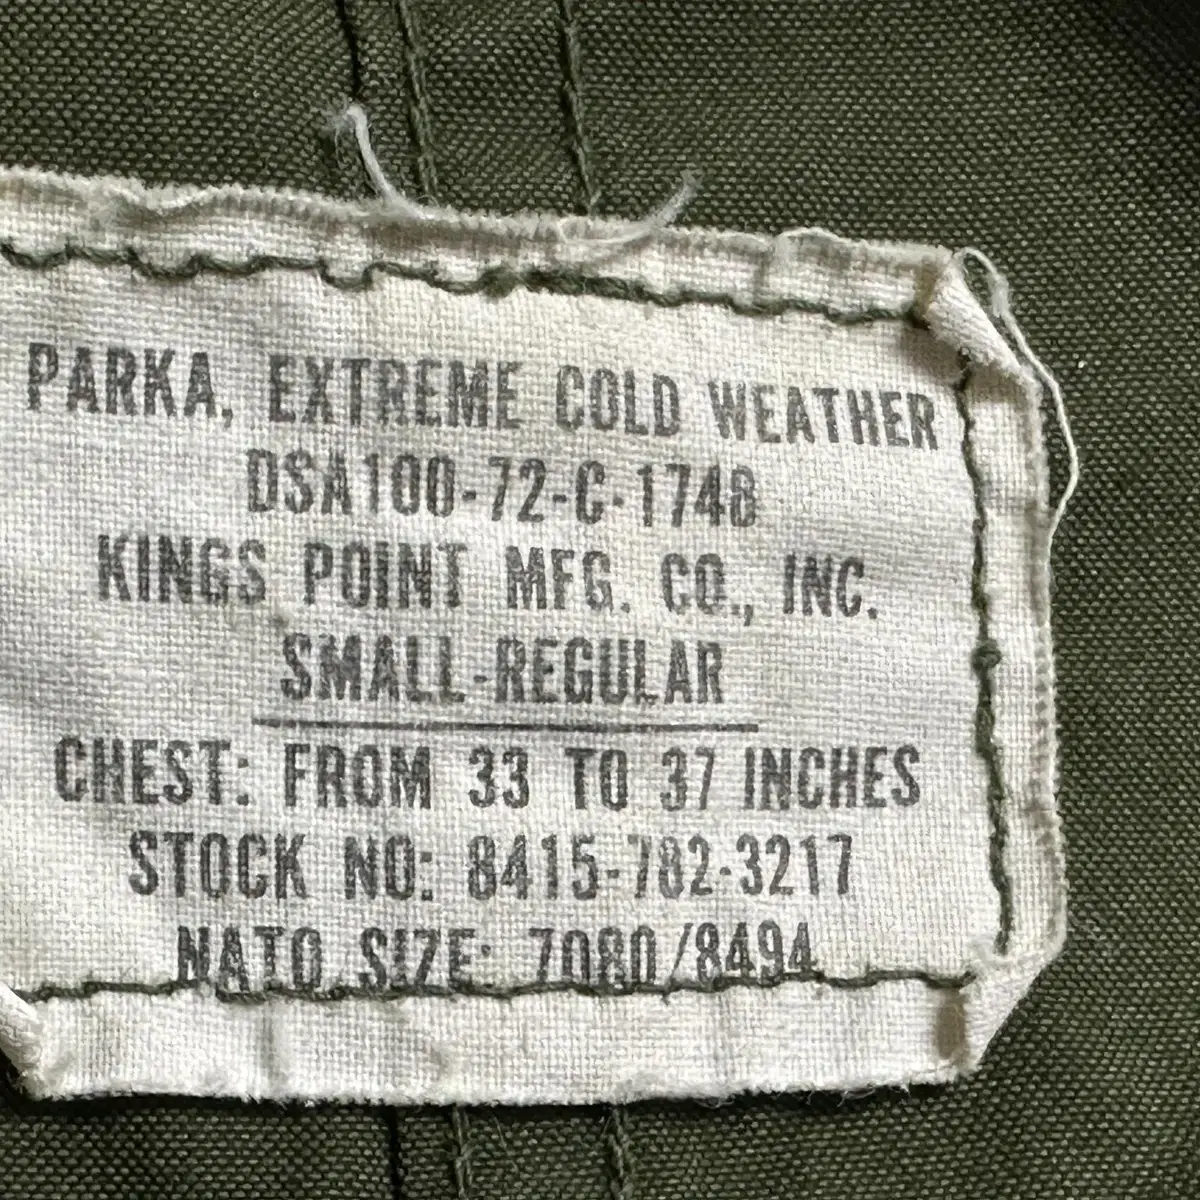 PARKA, EXTREME COLD WEATHER
DSA100-72-C-1748
KINGS POINT MFG. CO., INC.
SMALL-REGULAR
CHEST: FROM 33 TO 37 INCHES
STOCK NO: 8415-782-3217
NATO SIZE: 7080/8494